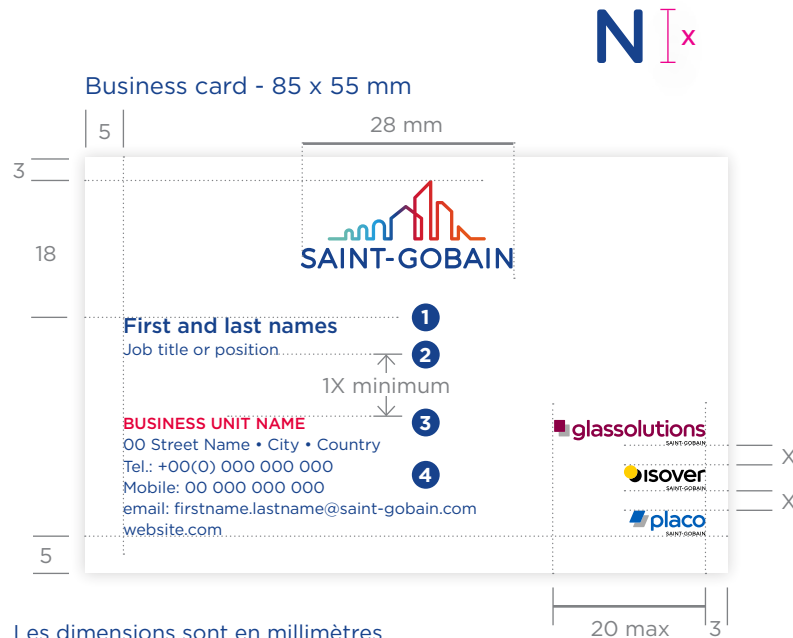 N x
Business card - 85 x 55 mm
5
28 mm
3
SAINT-GOBAIN
18
First and last names 1
Job title or position 2
1X minimum
BUSINESS UNIT NAME 3
00 Street Name • City • Country
Tel.: +00(0) 000 000 000 4
Mobile: 00 000 000 000
email: firstname.lastname@saint-gobain.com
website.com
glassolutions
SAINT-GOBAIN
X
isover
SAINT-GOBAIN
X
placo
SAINT-GOBAIN
5
20 max 3
Les dimensions sont en millimètres